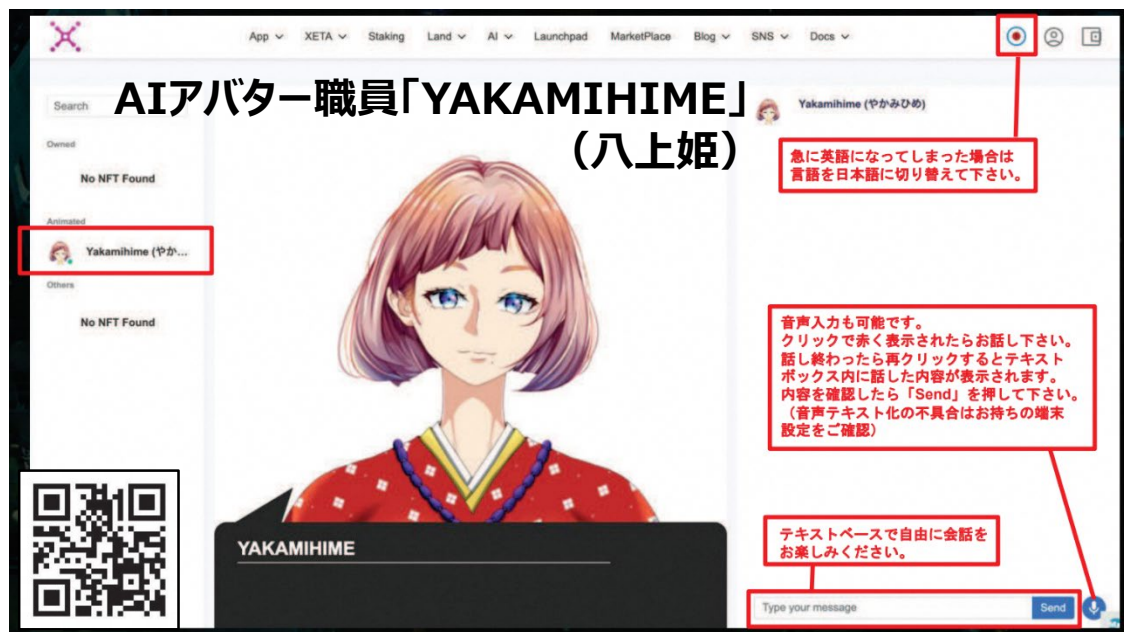 App XETA Staking Land AI Launchpad MarketPlace Blog SNS Docs
AIアバター職員「YAKAMIHIME」
（八上姫）
Search
Owned
No NFT Found
Animated
Yakamihime (やか...
Others
No NFT Found
Yakamihime (やかみひめ)
急に英語になってしまった場合は
言語を日本語に切り替えて下さい。
音声入力も可能です。
クリックで赤く表示されたらお話し下さい。
話し終わったら再クリックするとテキスト
ボックス内に話した内容が表示されます。
内容を確認したら「Send」を押して下さい。
（音声テキスト化の不具合はお持ちの端末
設定をご確認）
テキストベースで自由に会話を
お楽しみください。
YAKAMIHIME
Type your message
Send